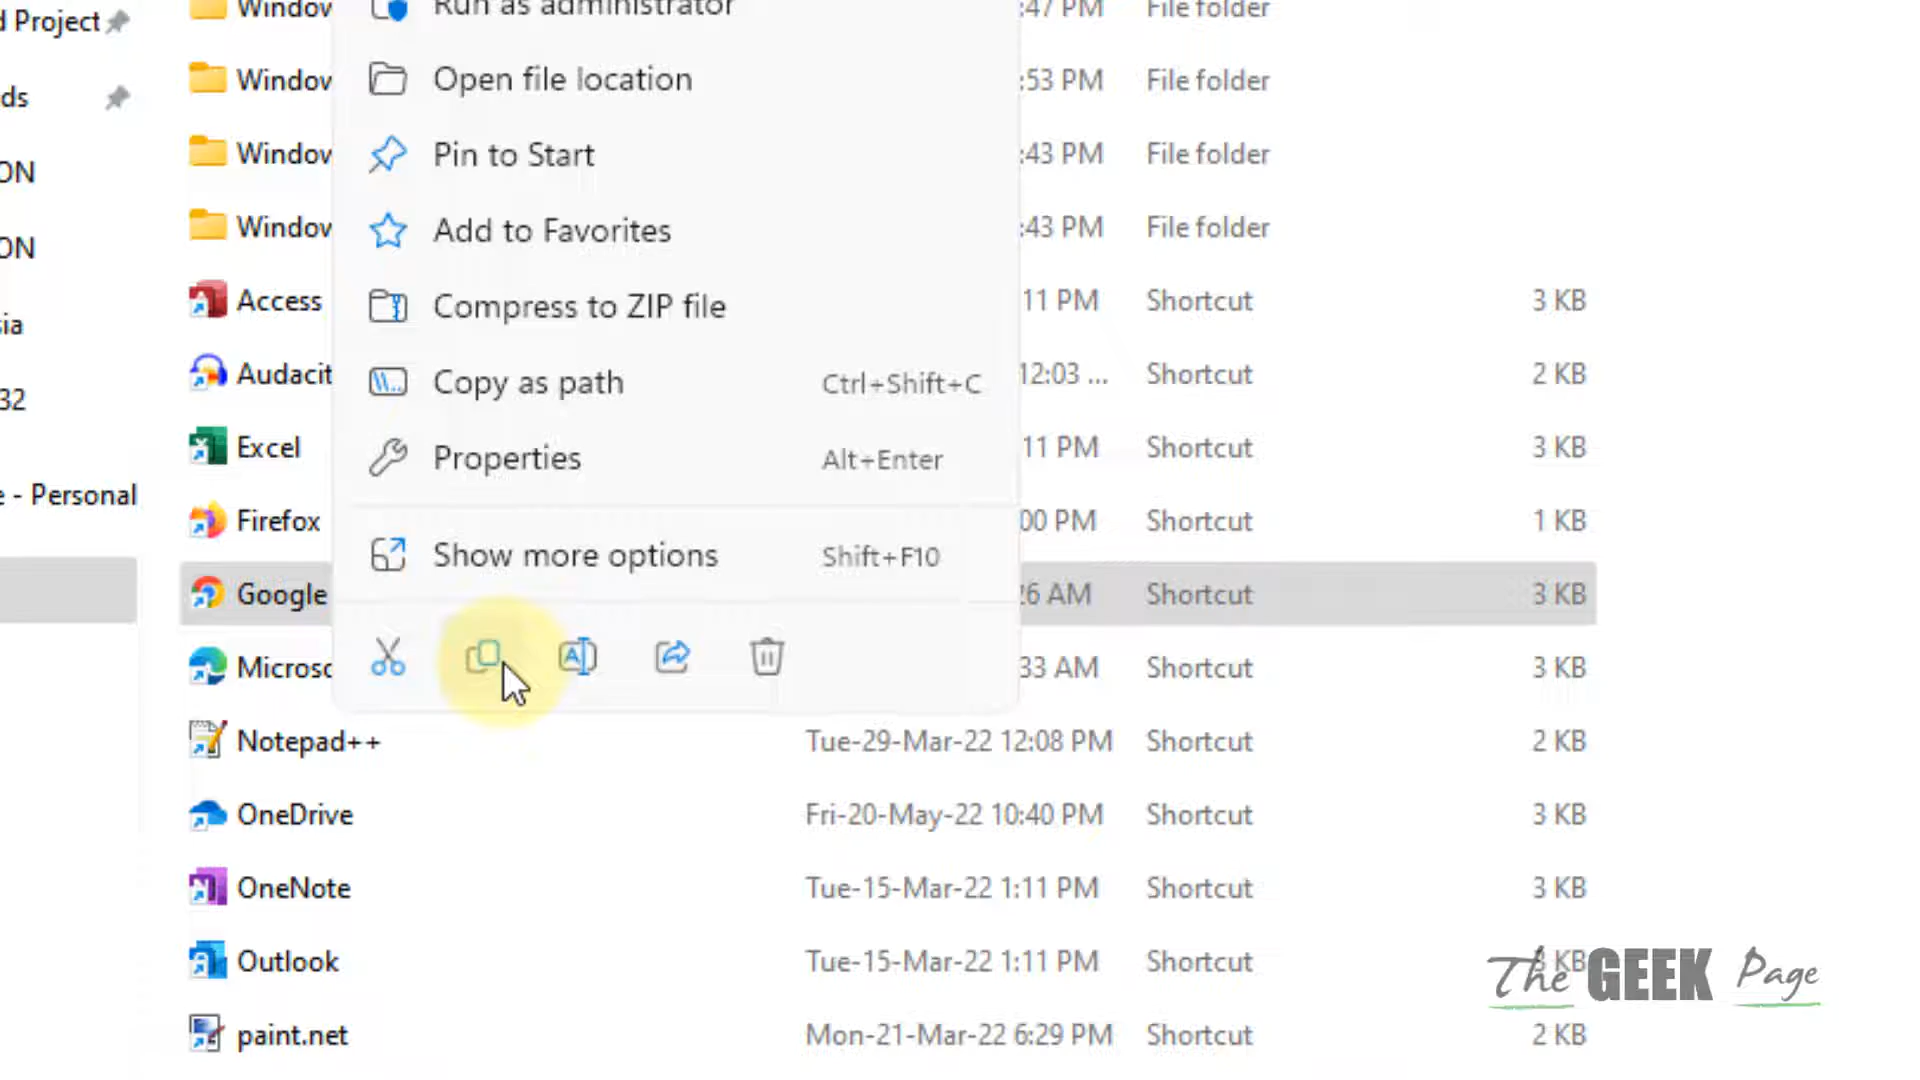 d Project
Window
Run as administrator
:47 PM
File folder
ds
Window
Open file location
:53 PM
File folder
ON
Window
Pin to Start
:43 PM
File folder
ON
Window
Add to Favorites
:43 PM
File folder
sia
Access
Compress to ZIP file
11 PM
Shortcut
3 KB
32
Audacit
Copy as path
Ctrl+Shift+C
12:03 ...
Shortcut
2 KB
Excel
Properties
Alt+Enter
11 PM
Shortcut
3 KB
e - Personal
Firefox
Show more options
Shift+F10
00 PM
Shortcut
1 KB
Google
26 AM
Shortcut
3 KB
Microso
33 AM
Shortcut
3 KB
Notepad++
Tue-29-Mar-22 12:08 PM
Shortcut
2 KB
OneDrive
Fri-20-May-22 10:40 PM
Shortcut
3 KB
OneNote
Tue-15-Mar-22 1:11 PM
Shortcut
3 KB
Outlook
Tue-15-Mar-22 1:11 PM
Shortcut
3 KB
The GEEK Page
paint.net
Mon-21-Mar-22 6:29 PM
Shortcut
2 KB